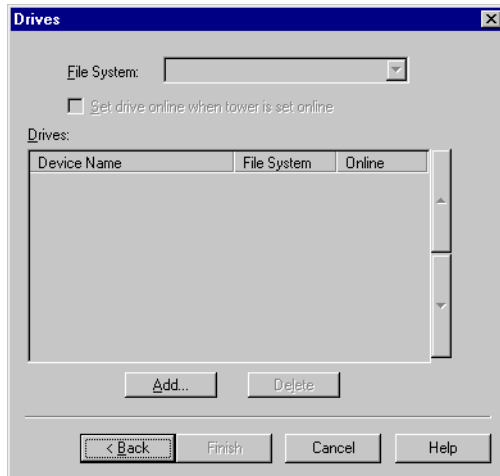 Drives
File System:
Set drive online when tower is set online
Drives:
Device Name File System Online
Add... Delete
< Back Finish Cancel Help